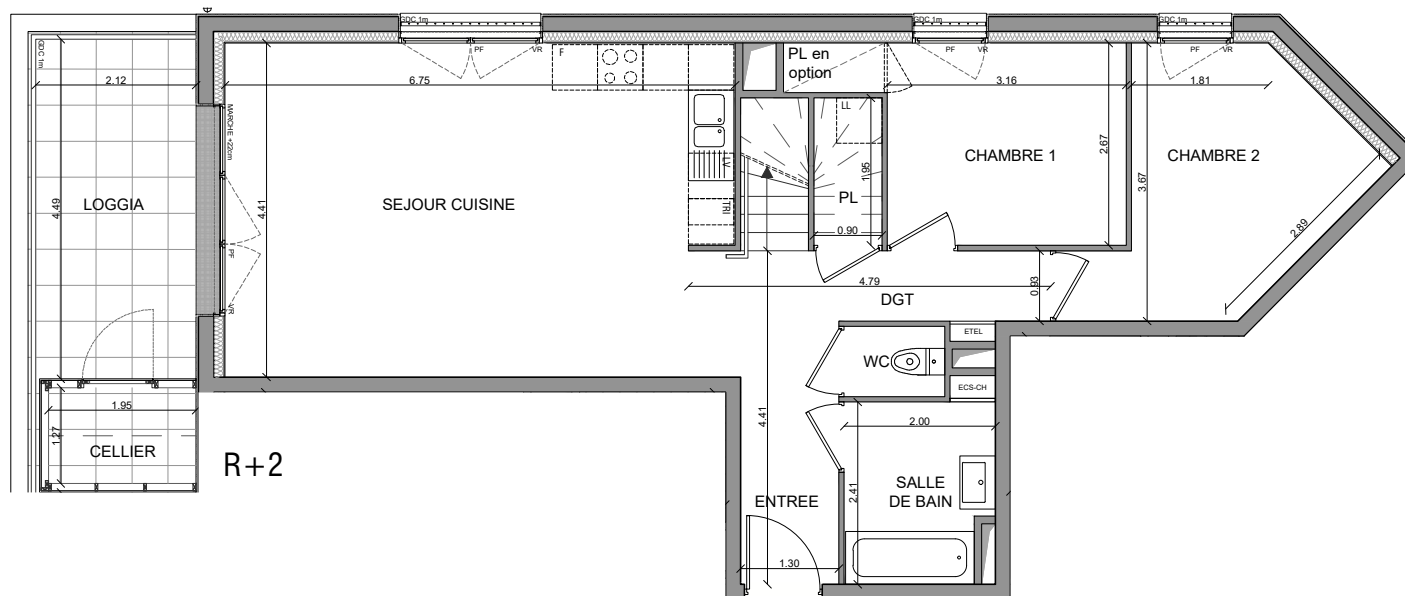 GDC 1m
GDC 1m
GDC 1m
GDC 1m
PF
VR
F
PF
VR
PF
VR
PL en
option
2.12
6.75
3.16
1.81
MARCHE +22cm
LL
LV
TRI
1.95
2.67
3.67
CHAMBRE 1
CHAMBRE 2
LOGGIA
SEJOUR CUISINE
PL
4.49
4.41
0.90
2.89
PF
VR
4.79
0.93
DGT
ETEL
WC
ECS-CH
1.95
1.27
CELLIER
R+2
4.41
2.00
2.41
SALLE
DE BAIN
ENTREE
1.30